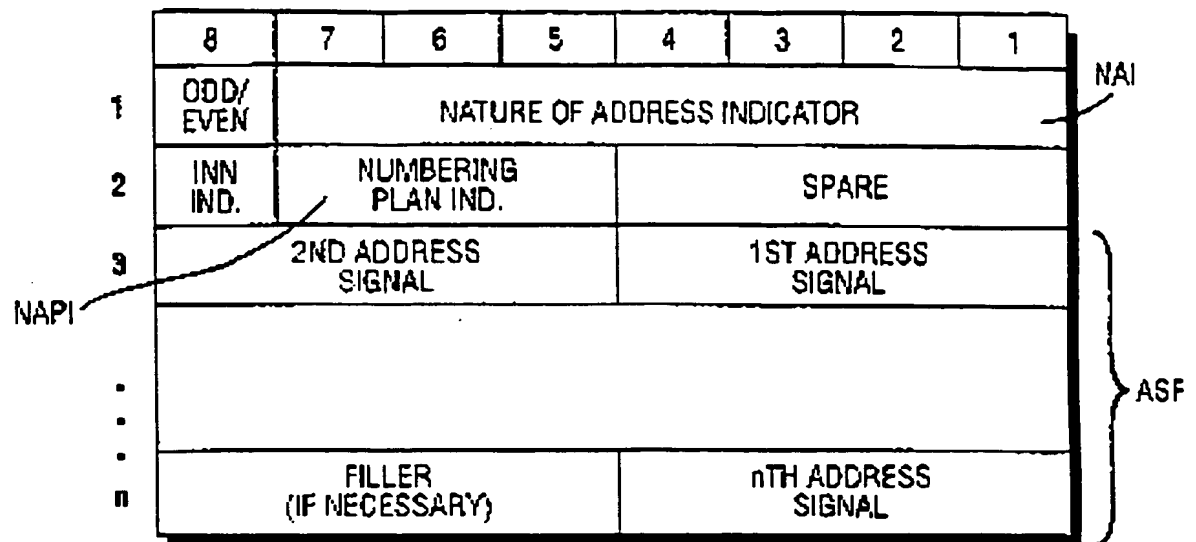 8 7 6 5 4 3 2 1
NAI
1 ODD/ EVEN NATURE OF ADDRESS INDICATOR
2 INN IND. NUMBERING PLAN IND. SPARE
3 2ND ADDRESS SIGNAL 1ST ADDRESS SIGNAL
NAPI
ASF
n FILLER (IF NECESSARY) nTH ADDRESS SIGNAL